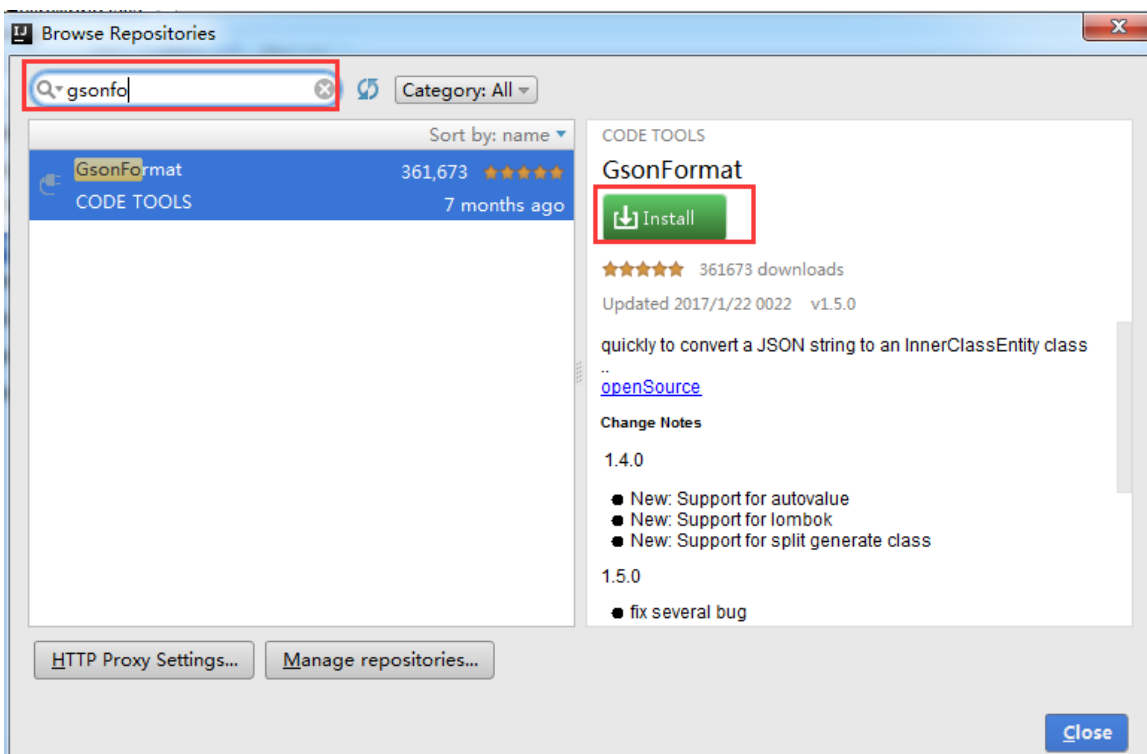 Browse Repositories
gsonfo
Category: All
Sort by: name
GsonFormat
361,673
CODE TOOLS
7 months ago
CODE TOOLS
GsonFormat
Install
361673 downloads
Updated 2017/1/22 0022 v1.5.0
quickly to convert a JSON string to an InnerClassEntity class
..
openSource
Change Notes
1.4.0
New: Support for autovalue
New: Support for lombok
New: Support for split generate class
1.5.0
fix several bug
HTTP Proxy Settings...
Manage repositories...
Close